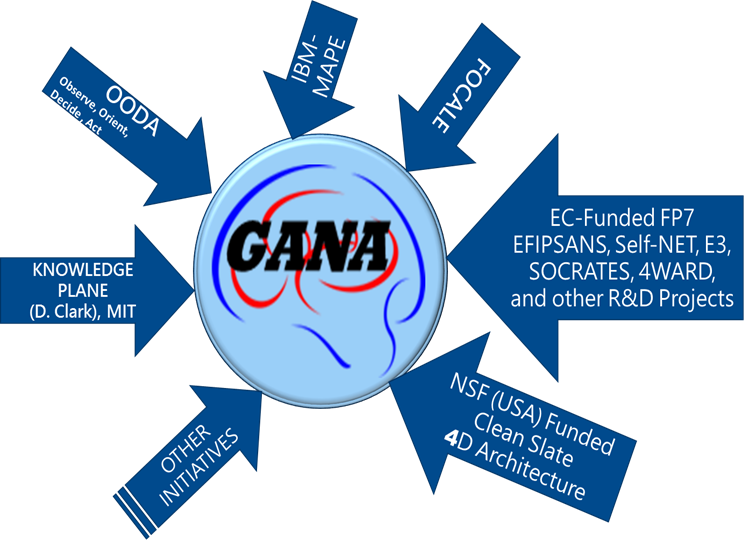 IBM-
MAPE
FOCALE
OODA
Observe, Orient,
Decide, Act
GANA
EC-Funded FP7
EFIPSANS, Self-NET, E3,
SOCRATES, 4WARD,
and other R&D Projects
KNOWLEDGE
PLANE
(D. Clark), MIT
NSF (USA) Funded
Clean Slate
4D Architecture
OTHER
INITIATIVES